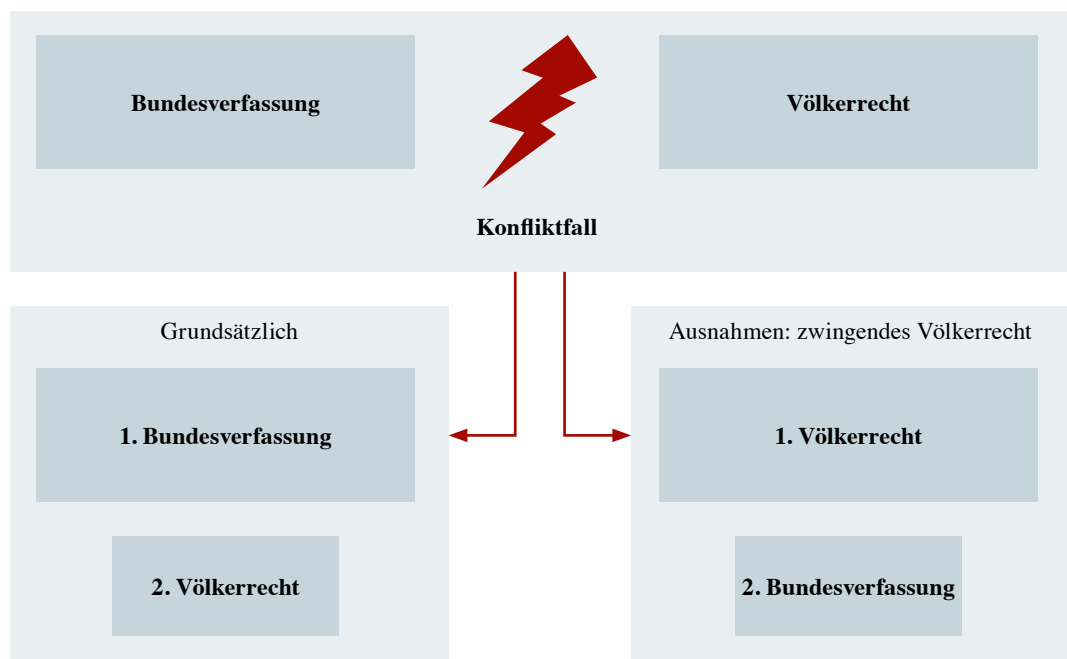 Bundesverfassung
Völkerrecht
Konfliktfall
Grundsätzlich
1. Bundesverfassung
2. Völkerrecht
Ausnahmen: zwingendes Völkerrecht
1. Völkerrecht
2. Bundesverfassung